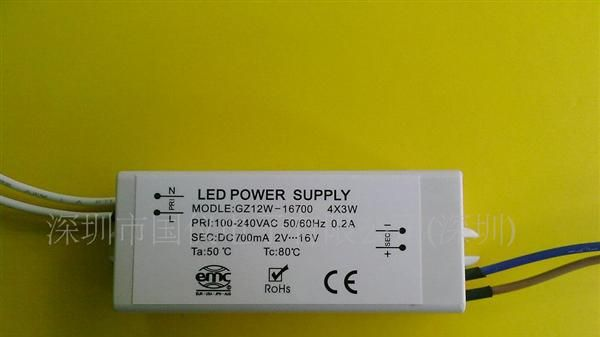 LED POWER SUPPLY
MODLE:GZ12W-16700 4X3W
PRI:100-240VAC 50/60Hz 0.2A
SEC:DC700mA 2V···16V
Ta:50℃ Tc:80℃
N
PRI
L
SEC
+
emc
RoHs
CE
深圳市国
(深圳)